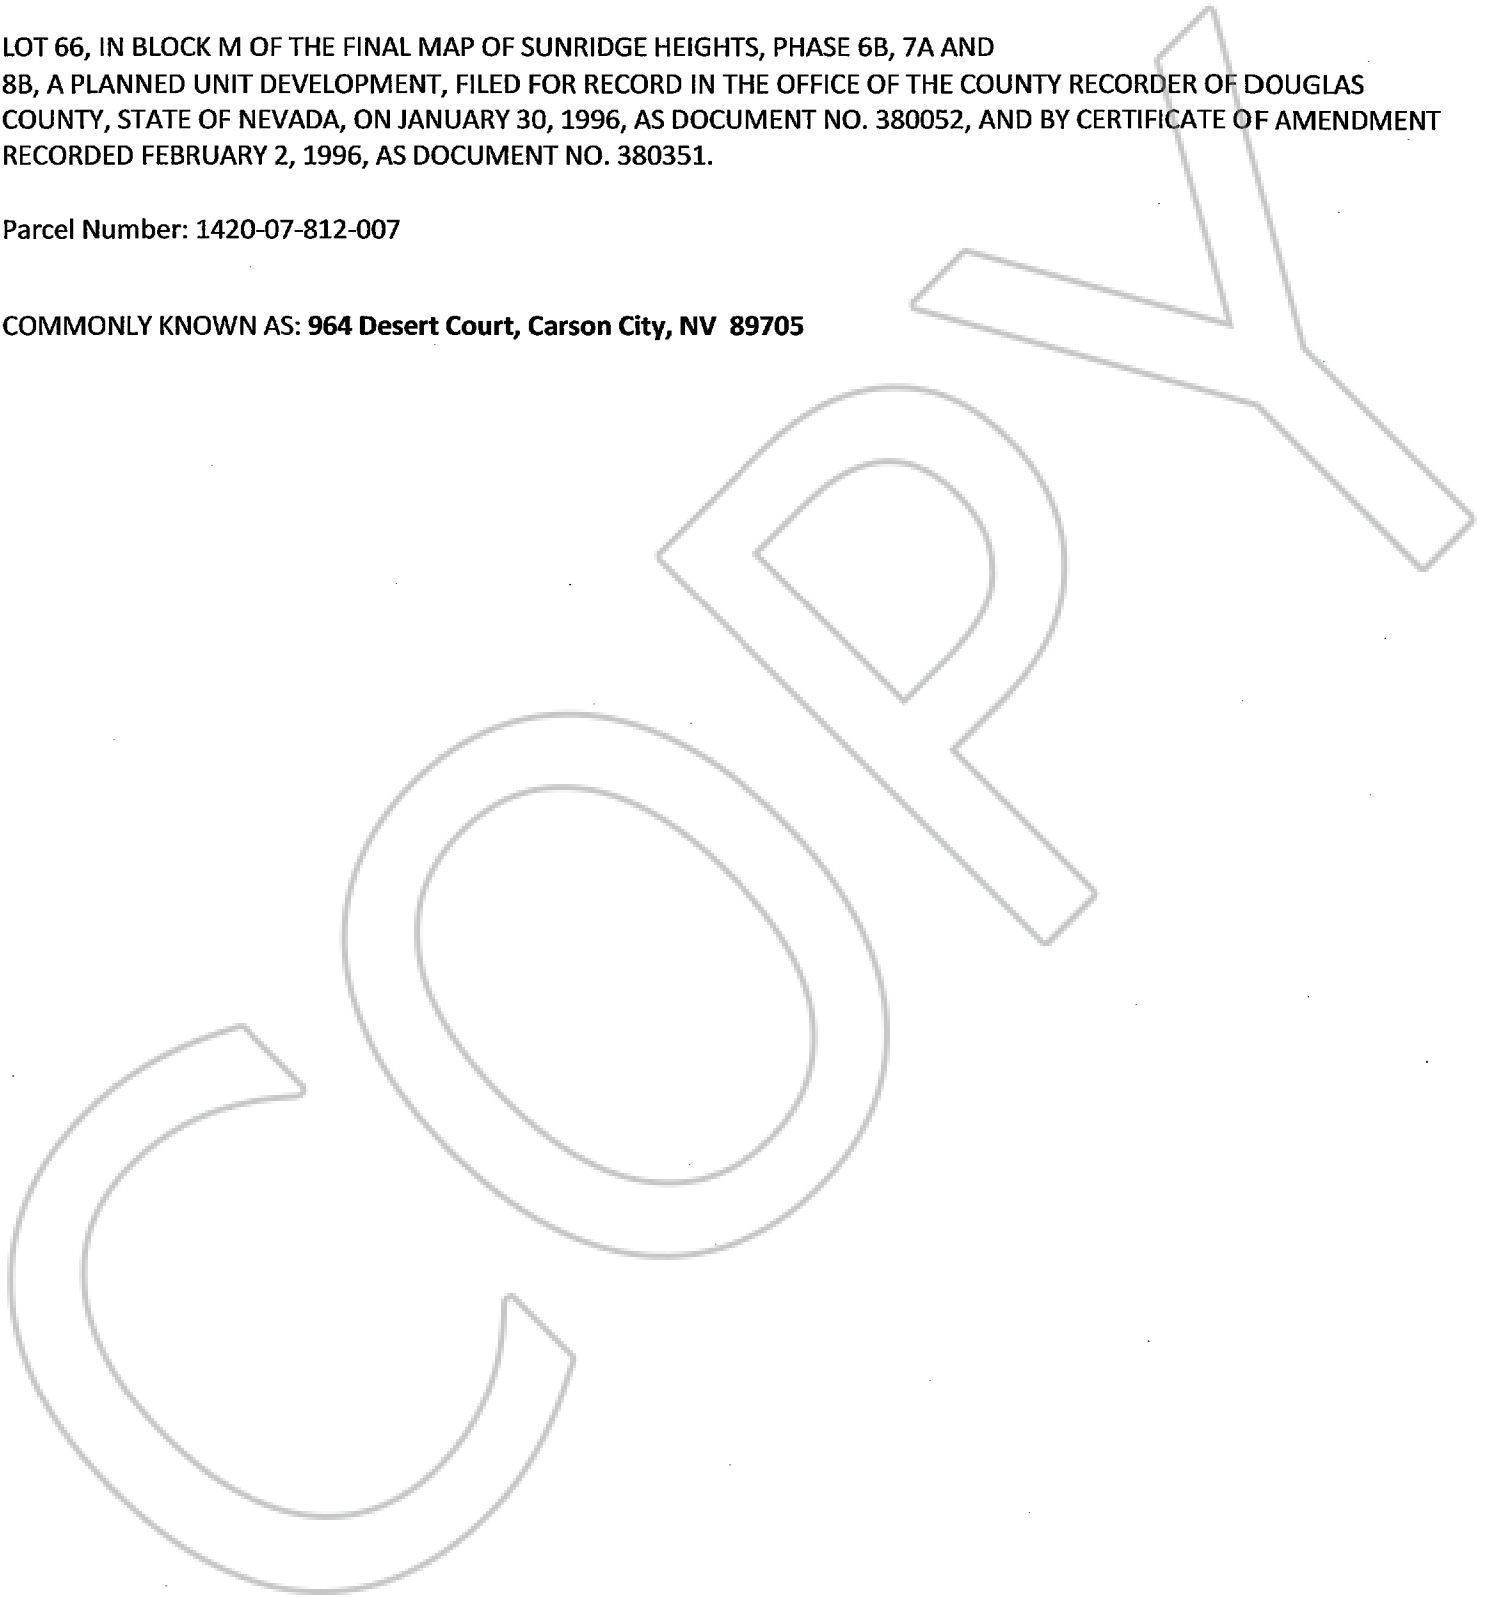 LOT 66, IN BLOCK M OF THE FINAL MAP OF SUNRIDGE HEIGHTS, PHASE 6B, 7A AND
8B, A PLANNED UNIT DEVELOPMENT, FILED FOR RECORD IN THE OFFICE OF THE COUNTY RECORDER OF DOUGLAS
COUNTY, STATE OF NEVADA, ON JANUARY 30, 1996, AS DOCUMENT NO. 380052, AND BY CERTIFICATE OF AMENDMENT
RECORDED FEBRUARY 2, 1996, AS DOCUMENT NO. 380351.
Parcel Number: 1420-07-812-007
COMMONLY KNOWN AS: 964 Desert Court, Carson City, NV  89705
COPY